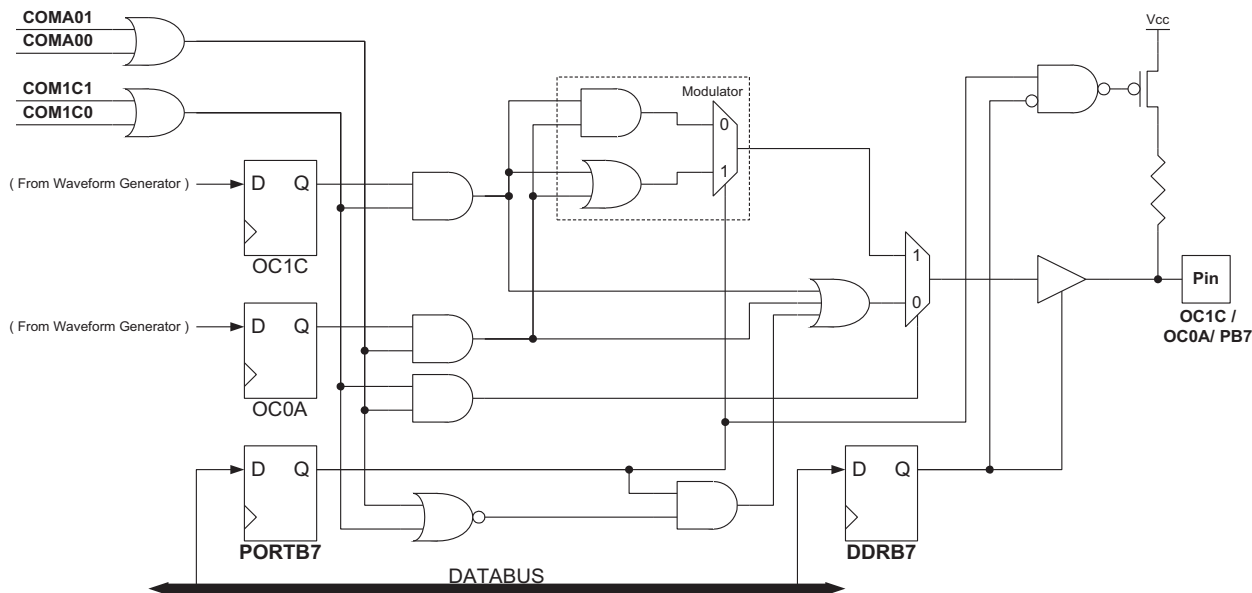 COMA01
COMA00
Vcc
COM1C1
COM1C0
Modulator
0
1
( From Waveform Generator )
D Q
OC1C
1
0
Pin
OC1C /
OC0A/ PB7
( From Waveform Generator )
D Q
OC0A
D Q
PORTB7
D Q
DDRB7
DATABUS